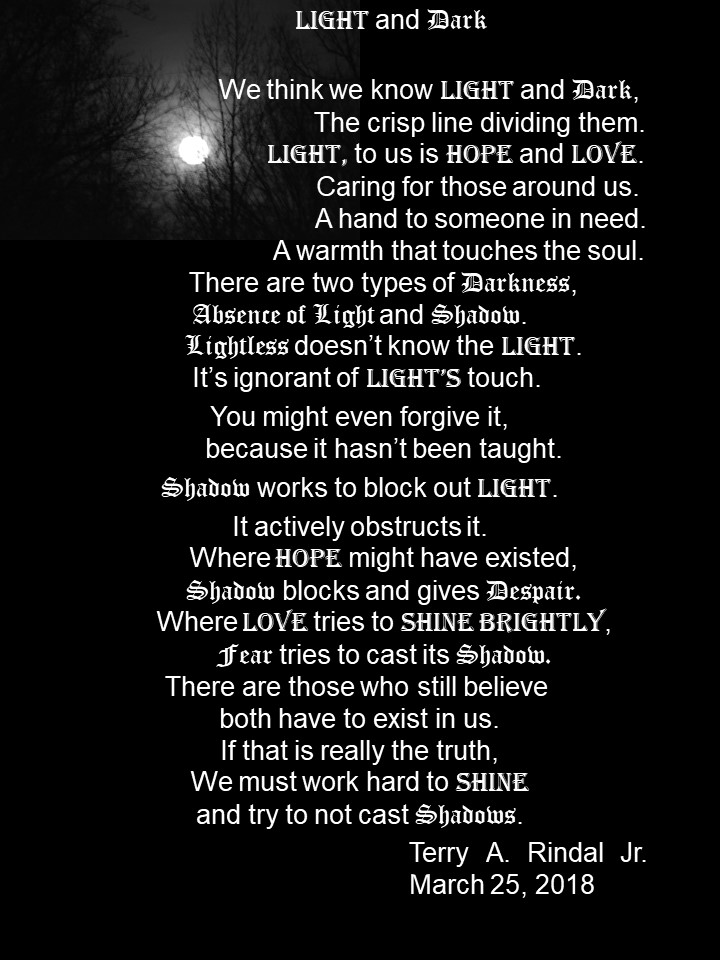 LIGHT and Dark
We think we know LIGHT and Dark,
The crisp line dividing them.
LIGHT, to us is HOPE and LOVE.
Caring for those around us.
A hand to someone in need.
A warmth that touches the soul.
There are two types of Darkness,
Absence of Light and Shadow.
Lightless doesn't know the LIGHT.
It's ignorant of LIGHT'S touch.
You might even forgive it,
because it hasn't been taught.
Shadow works to block out LIGHT.
It actively obstructs it.
Where HOPE might have existed,
Shadow blocks and gives Despair.
Where LOVE tries to SHINE BRIGHTLY,
Fear tries to cast its Shadow.
There are those who still believe
both have to exist in us.
If that is really the truth,
We must work hard to SHINE
and try to not cast Shadows.
Terry A. Rindal Jr.
March 25, 2018